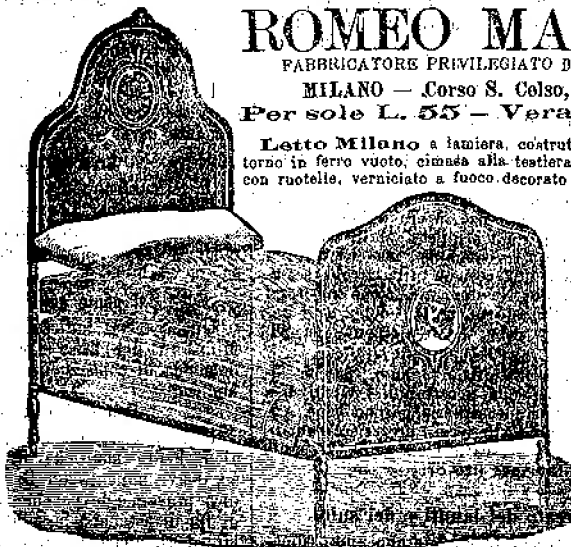 ROMEO MA
FABBRICATORE PRIVILEGIATO D
MILANO — Corso S. Celso,
Per sole L. 55 — Vera
Letto Milano a lamiera, costrut
torno in ferro vuoto, cimasa alla testiera
con ruotelle, verniciato a fuoco decorato